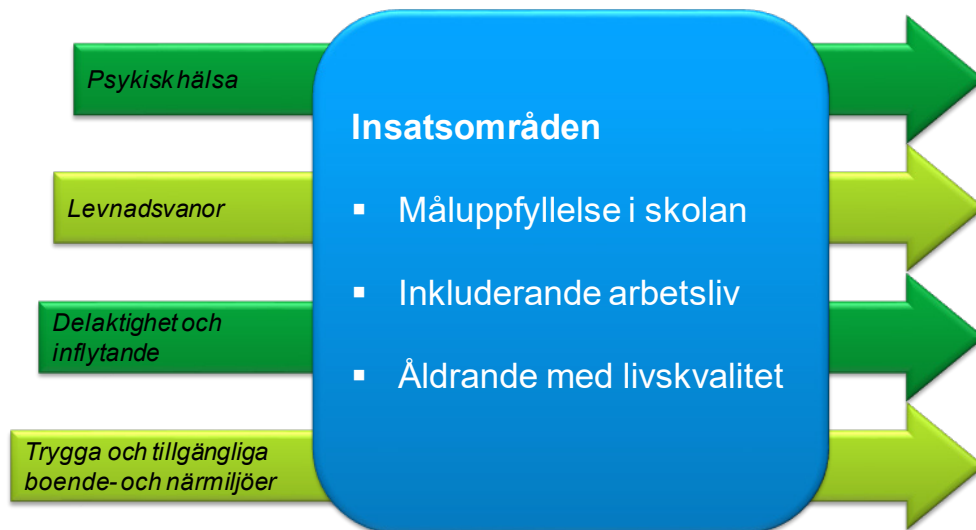 Psykisk hälsa
Levnadsvanor
Delaktighet och
inflytande
Trygga och tillgängliga
boende- och närmiljöer
Insatsområden
▪ Måluppfyllelse i skolan
▪ Inkluderande arbetsliv
▪ Åldrande med livskvalitet